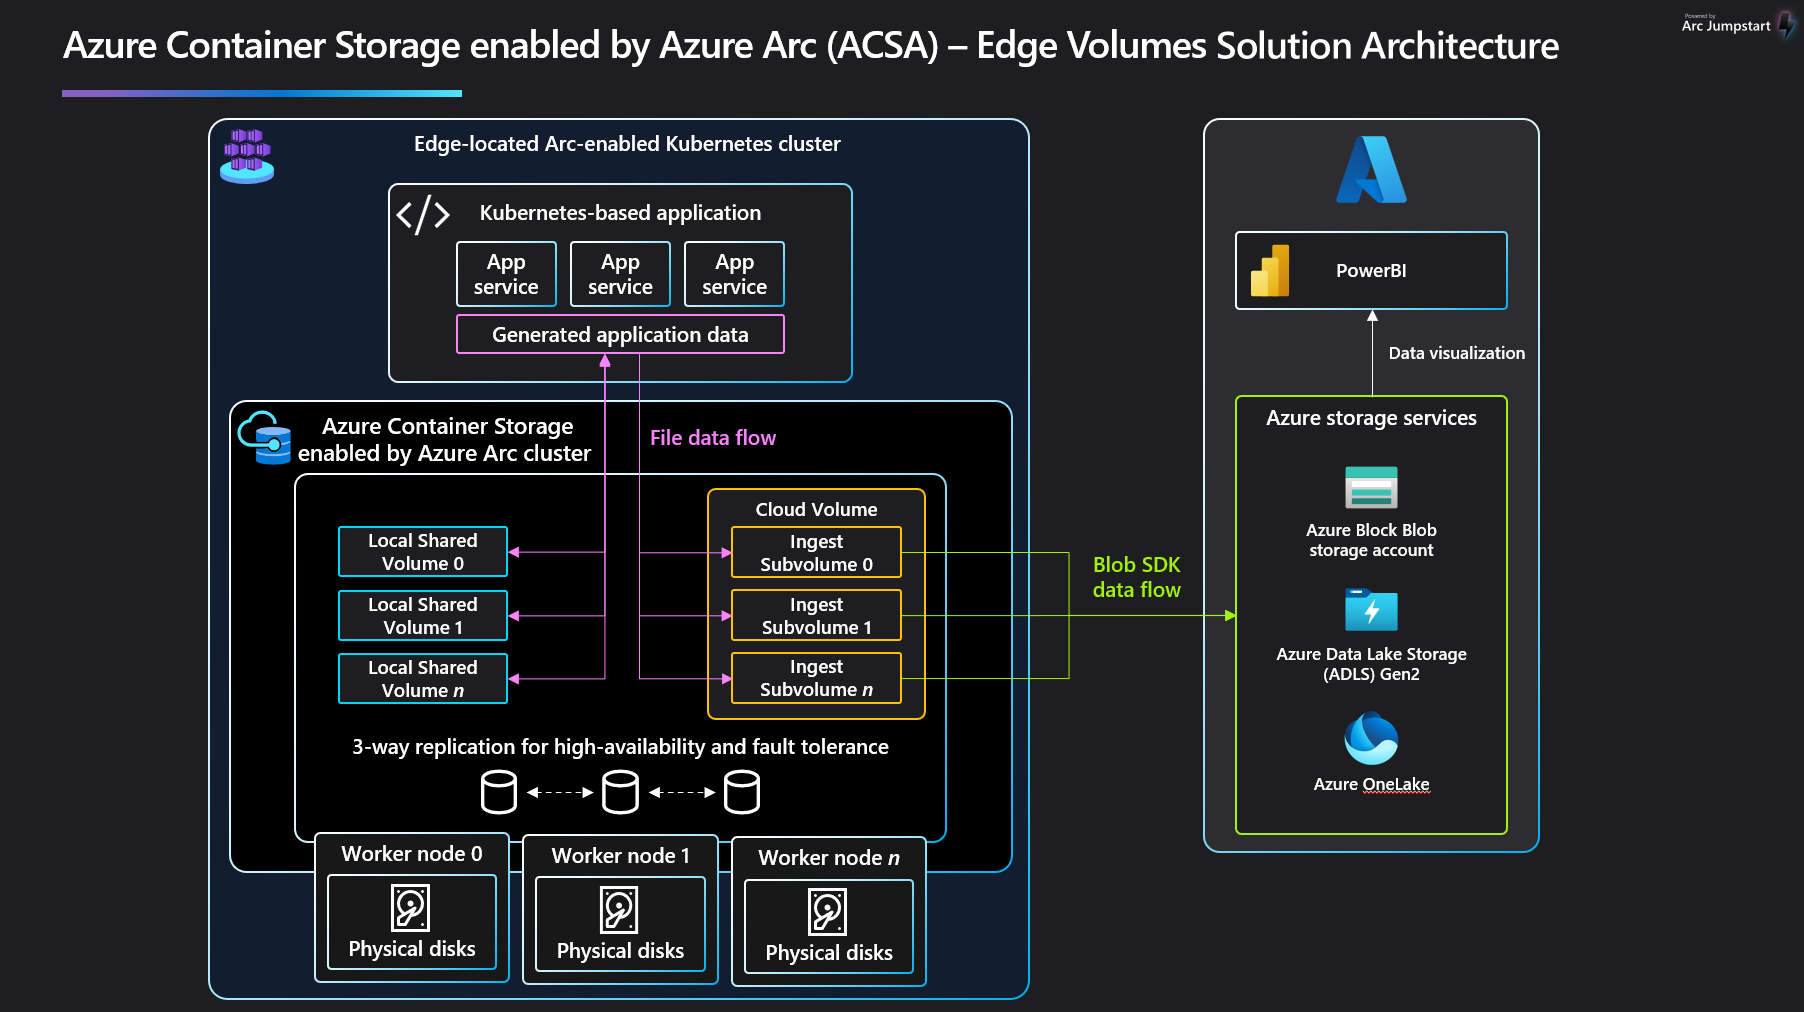 Powered by
Arc Jumpstart
Azure Container Storage enabled by Azure Arc (ACSA) – Edge Volumes Solution Architecture
Edge-located Arc-enabled Kubernetes cluster
Kubernetes-based application
App
service
App
service
App
service
Generated application data
Azure Container Storage
enabled by Azure Arc cluster
File data flow
Local Shared
Volume 0
Local Shared
Volume 1
Local Shared
Volume n
Cloud Volume
Ingest
Subvolume 0
Ingest
Subvolume 1
Ingest
Subvolume n
3-way replication for high-availability and fault tolerance
Worker node 0
Physical disks
Worker node 1
Physical disks
Worker node n
Physical disks
Blob SDK
data flow
PowerBI
Data visualization
Azure storage services
Azure Block Blob
storage account
Azure Data Lake Storage
(ADLS) Gen2
Azure OneLake